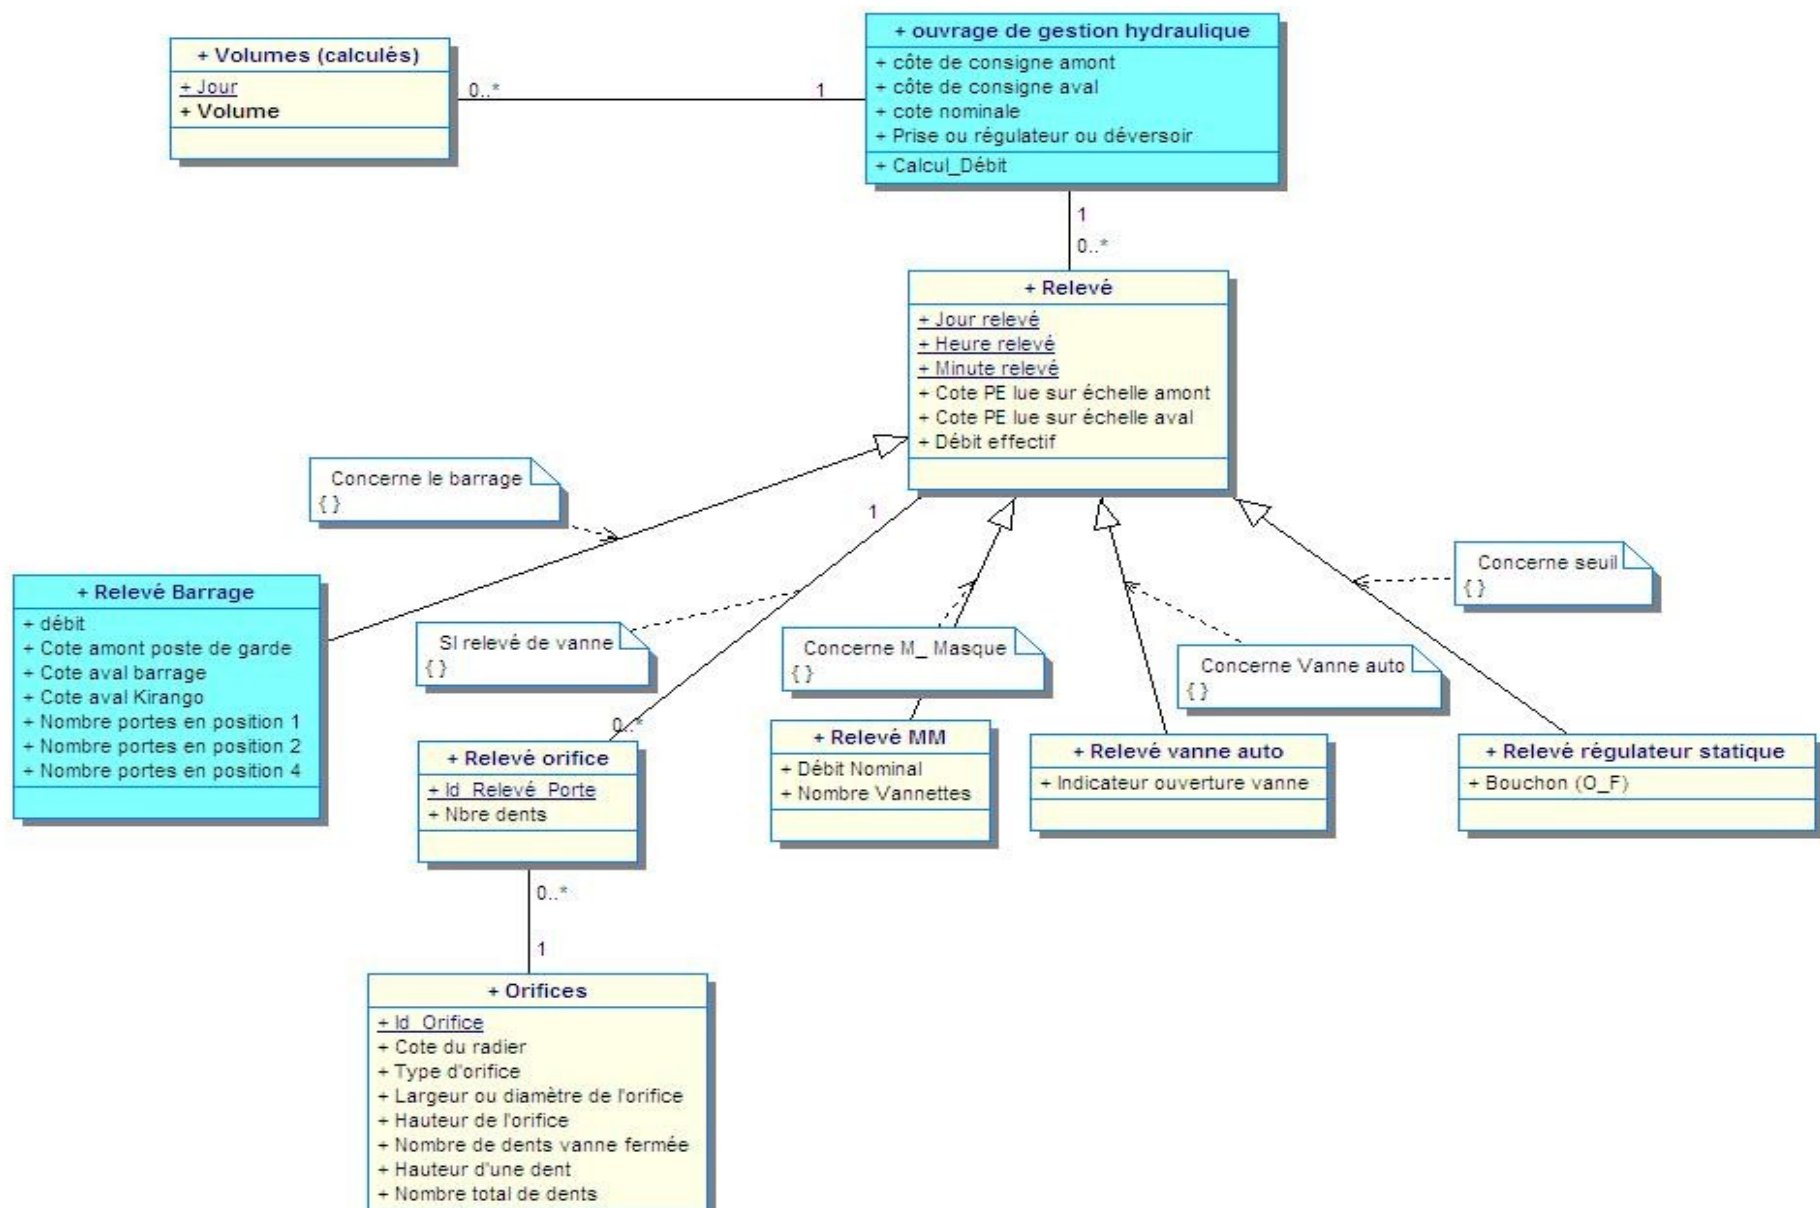 + Volumes (calculés)
+ Jour
+ Volume
0..*
1
+ ouvrage de gestion hydraulique
+ côte de consigne amont
+ côte de consigne aval
+ cote nominale
+ Prise ou régulateur ou déversoir
+ Calcul_Débit
1
0..*
+ Relevé
+ Jour relevé
+ Heure relevé
+ Minute relevé
+ Cote PE lue sur échelle amont
+ Cote PE lue sur échelle aval
+ Débit effectif
Concerne le barrage
{ }
1
Concerne seuil
{ }
+ Relevé Barrage
+ débit
+ Cote amont poste de garde
+ Cote aval barrage
+ Cote aval Kirango
+ Nombre portes en position 1
+ Nombre portes en position 2
+ Nombre portes en position 4
SI relevé de vanne
{ }
Concerne M_ Masque
{ }
Concerne Vanne auto
{ }
0..*
+ Relevé orifice
+ Id_Relevé_Porte
+ Nbre dents
+ Relevé MM
+ Débit Nominal
+ Nombre Vannettes
+ Relevé vanne auto
+ Indicateur ouverture vanne
+ Relevé régulateur statique
+ Bouchon (O_F)
0..*
1
+ Orifices
+ Id_Orifice
+ Cote du radier
+ Type d'orifice
+ Largeur ou diamètre de l'orifice
+ Hauteur de l'orifice
+ Nombre de dents vanne fermée
+ Hauteur d'une dent
+ Nombre total de dents